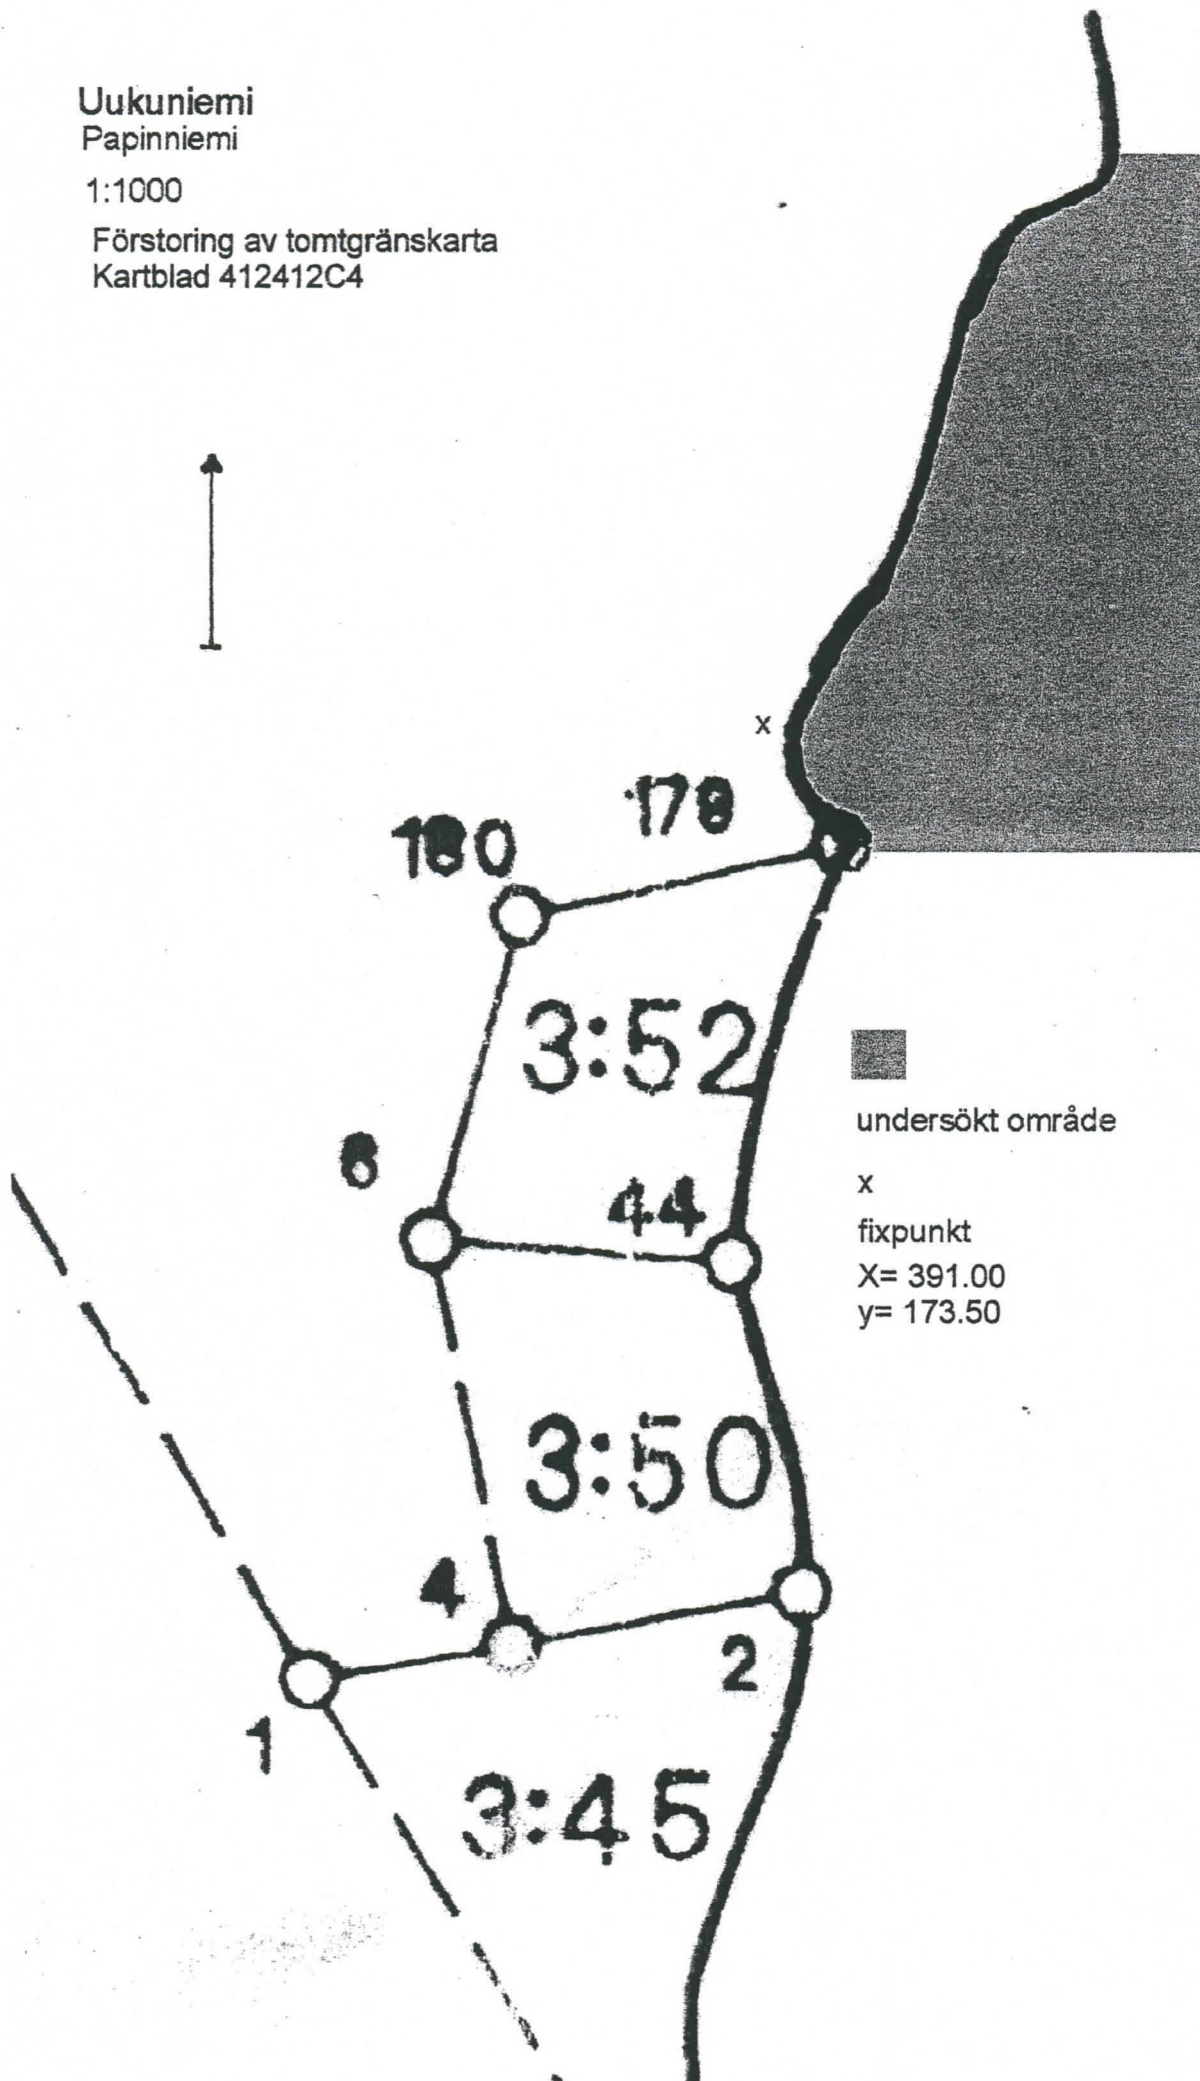 Uukuniemi
Papinniemi
1:1000
Förstoring av tomtgränskarta
Kartblad 412412C4
x
178
180
3:52
6
44
undersökt område
x
fixpunkt
X= 391.00
y= 173.50
3:50
4
2
1
3:45